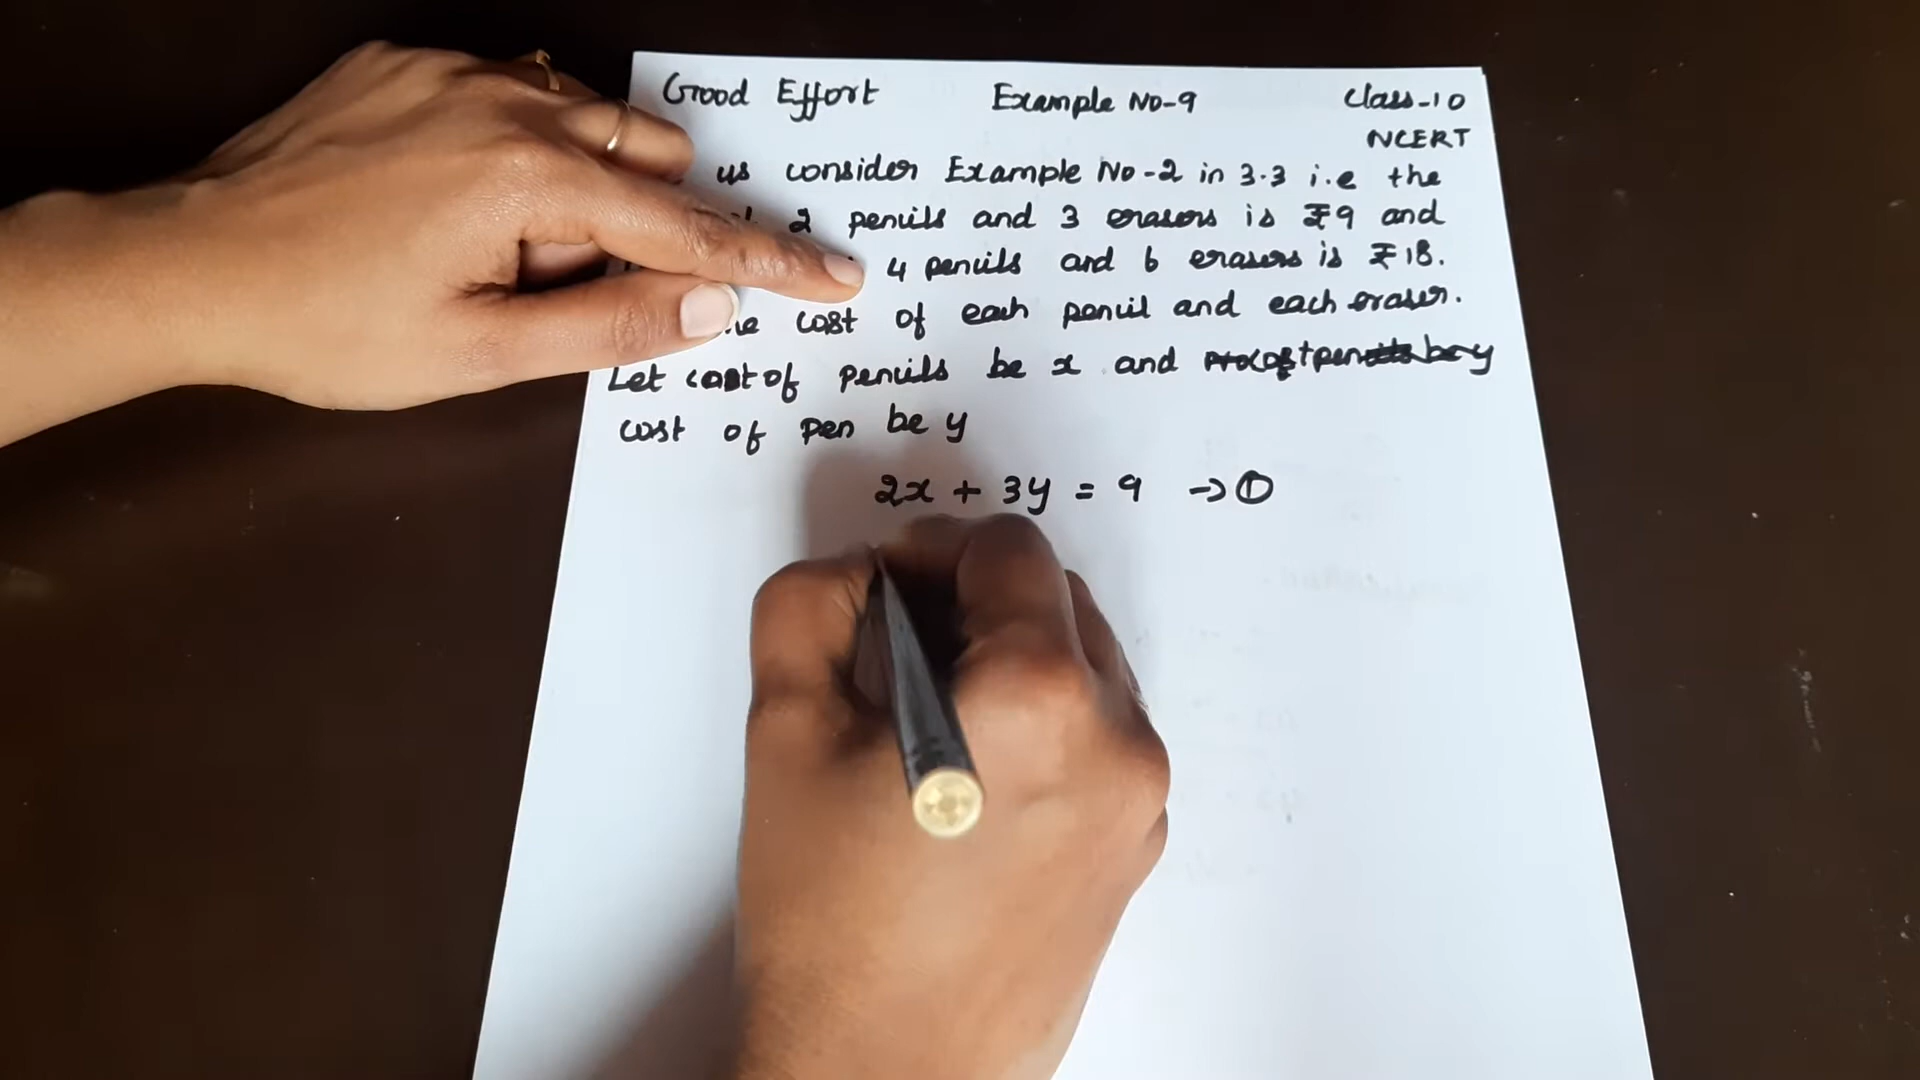 Good Effort Example No-9 Class-10
NCERT
us consider Example No-2 in 3.3 i.e the
2 pencils and 3 erasers is ₹9 and
4 pencils and 6 erasers is ₹18.
cost of each pencil and each eraser.
Let cost of pencils be x and y
cost of pen be y
2x + 3y = 9 → ①